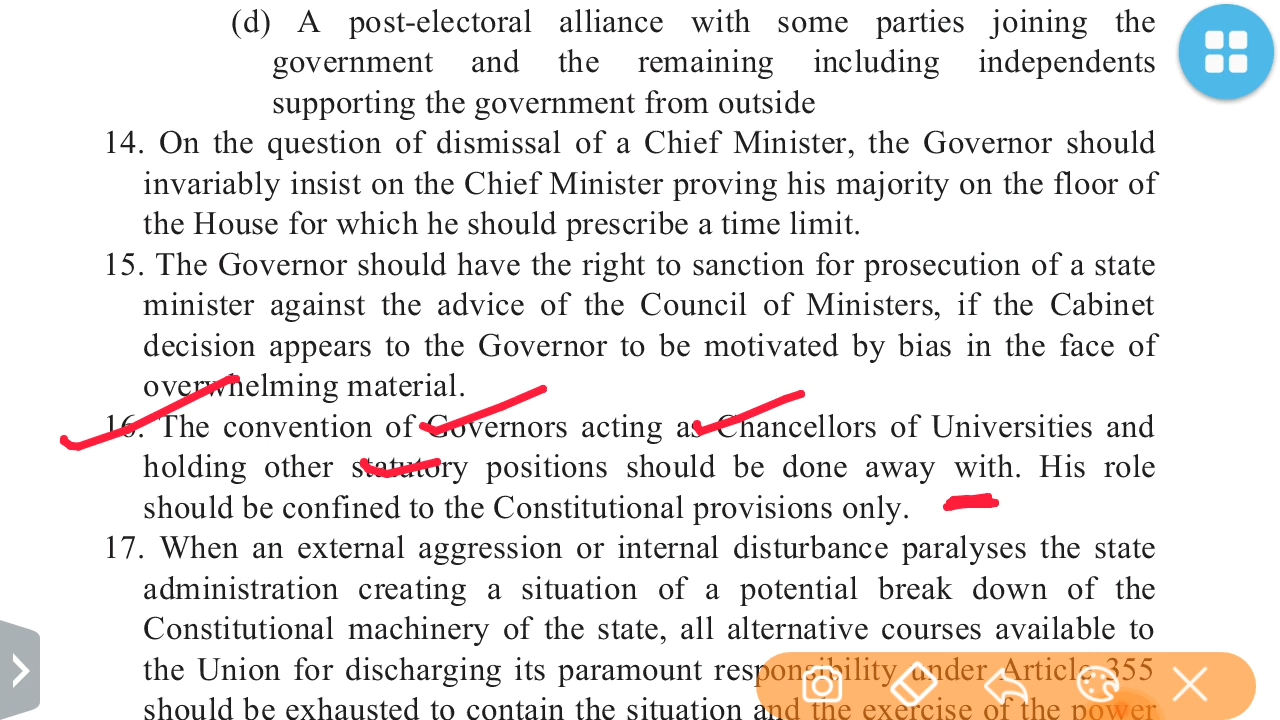 (d) A post-electoral alliance with some parties joining the
government and the remaining including independents
supporting the government from outside
14. On the question of dismissal of a Chief Minister, the Governor should
invariably insist on the Chief Minister proving his majority on the floor of
the House for which he should prescribe a time limit.
15. The Governor should have the right to sanction for prosecution of a state
minister against the advice of the Council of Ministers, if the Cabinet
decision appears to the Governor to be motivated by bias in the face of
overwhelming material.
16. The convention of Governors acting as Chancellors of Universities and
holding other statutory positions should be done away with. His role
should be confined to the Constitutional provisions only.
17. When an external aggression or internal disturbance paralyses the state
administration creating a situation of a potential break down of the
Constitutional machinery of the state, all alternative courses available to
the Union for discharging its paramount responsibility under Article 355
should be exhausted to contain the situation and the exercise of the power